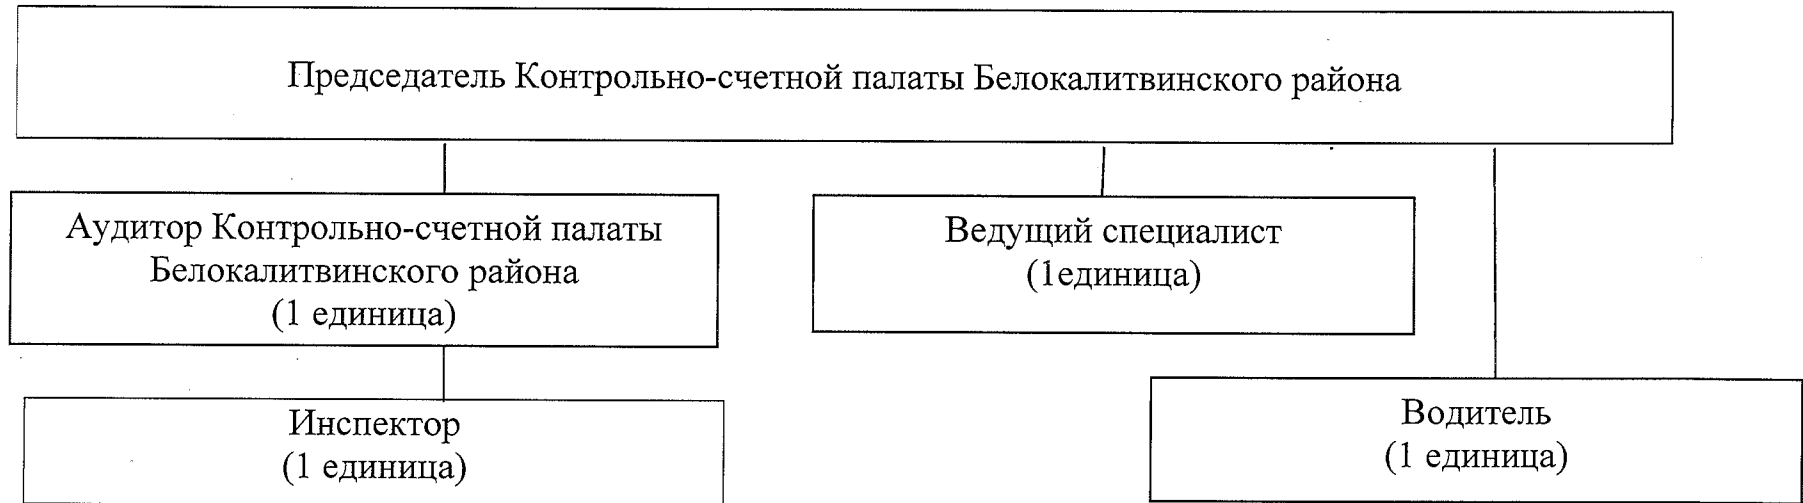 Председатель Контрольно-счетной палаты Белокалитвинского района
Аудитор Контрольно-счетной палаты
Белокалитвинского района
(1 единица)
Ведущий специалист
(1единица)
Инспектор
(1 единица)
Водитель
(1 единица)